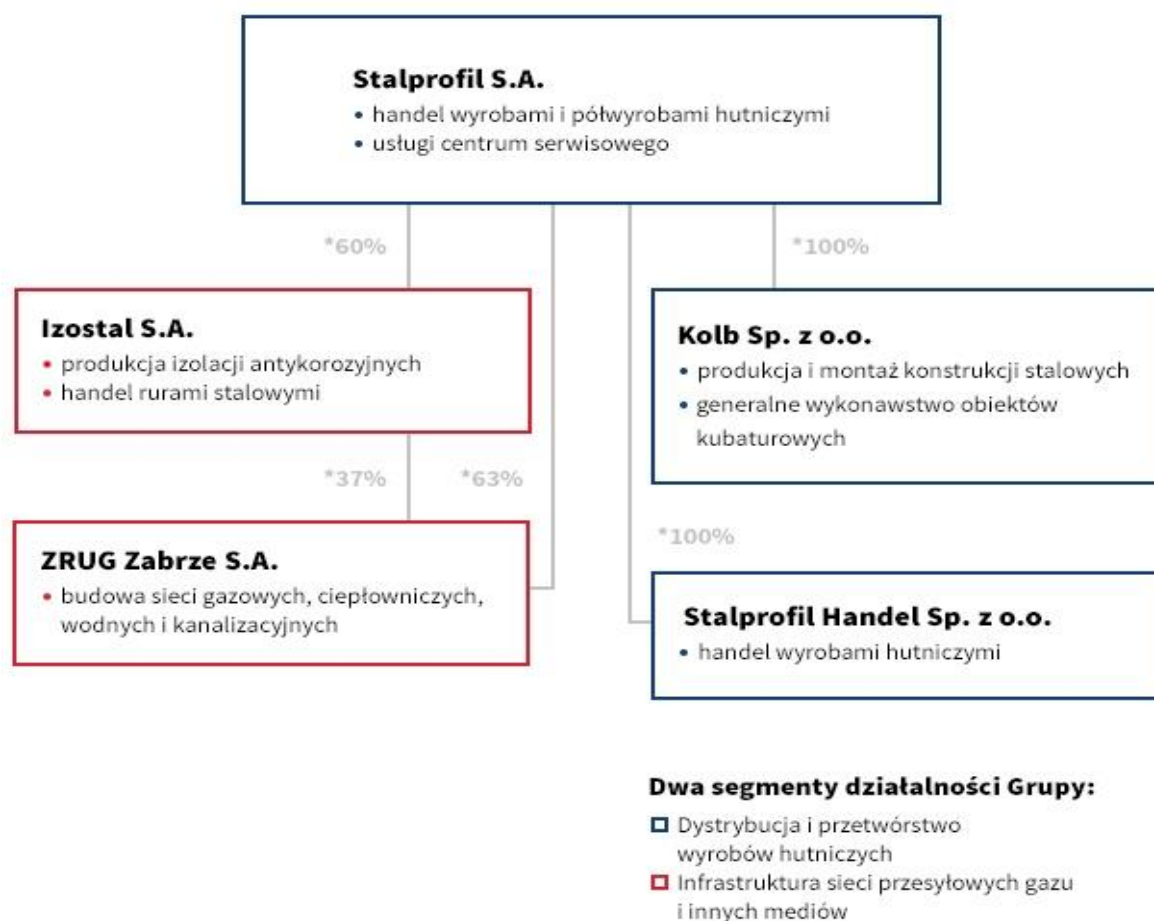 Stalprofil S.A.
• handel wyrobami i półwyrobami hutniczymi
• usługi centrum serwisowego
*60%
*100%
Izostal S.A.
• produkcja izolacji antykorozyjnych
• handel rurami stalowymi
Kolb Sp. z o.o.
• produkcja i montaż konstrukcji stalowych
• generalne wykonawstwo obiektów
kubaturowych
*37%
*63%
*100%
ZRUG Zabrze S.A.
• budowa sieci gazowych, ciepłowniczych,
wodnych i kanalizacyjnych
Stalprofil Handel Sp. z o.o.
• handel wyrobami hutniczymi
Dwa segmenty działalności Grupy:
Dystrybucja i przetwórstwo
wyrobów hutniczych
Infrastruktura sieci przesyłowych gazu
i innych mediów